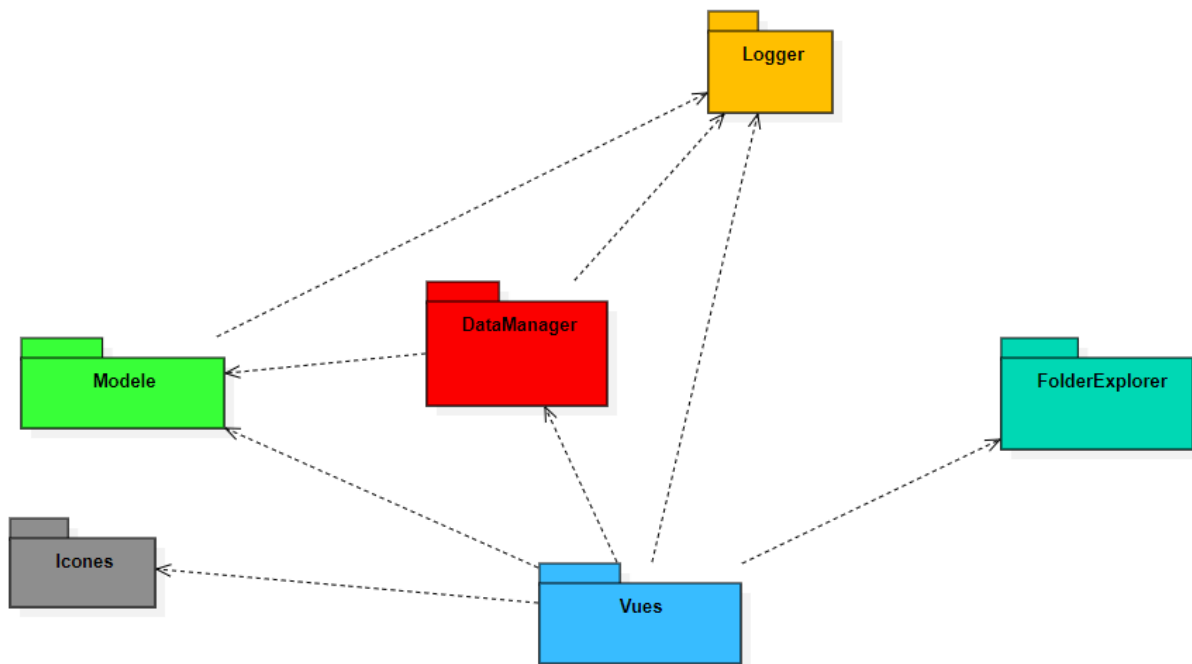 Logger
DataManager
Modele
FolderExplorer
Icones
Vues